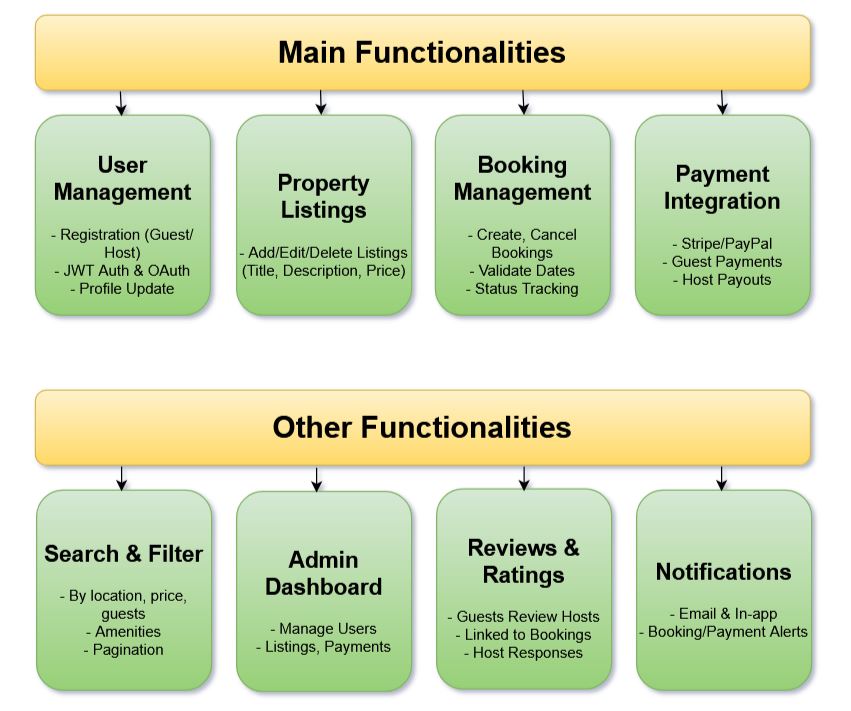 Main Functionalities
User
Management
- Registration (Guest/
Host)
- JWT Auth & OAuth
- Profile Update
Property
Listings
- Add/Edit/Delete Listings
(Title, Description, Price)
Booking
Management
- Create, Cancel
Bookings
- Validate Dates
- Status Tracking
Payment
Integration
- Stripe/PayPal
- Guest Payments
- Host Payouts
Other Functionalities
Search & Filter
- By location, price,
guests
- Amenities
- Pagination
Admin
Dashboard
- Manage Users
- Listings, Payments
Reviews &
Ratings
- Guests Review Hosts
- Linked to Bookings
- Host Responses
Notifications
- Email & In-app
- Booking/Payment Alerts